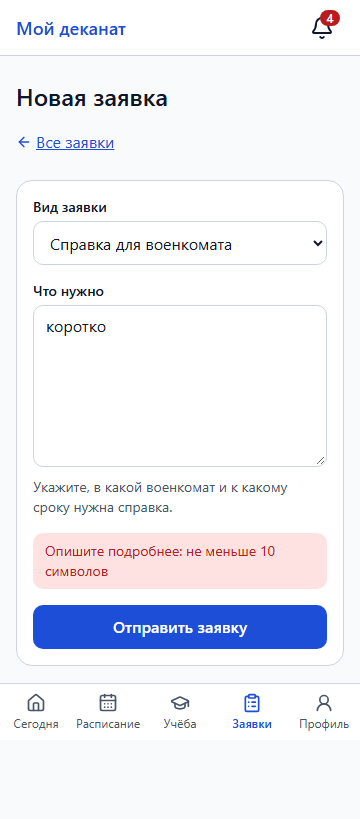 Мой деканат
4
Новая заявка
← Все заявки
Вид заявки
Справка для военкомата
Что нужно
коротко
Укажите, в какой военкомат и к какому
сроку нужна справка.
Опишите подробнее: не меньше 10
символов
Отправить заявку
Сегодня Расписание Учёба Заявки Профиль